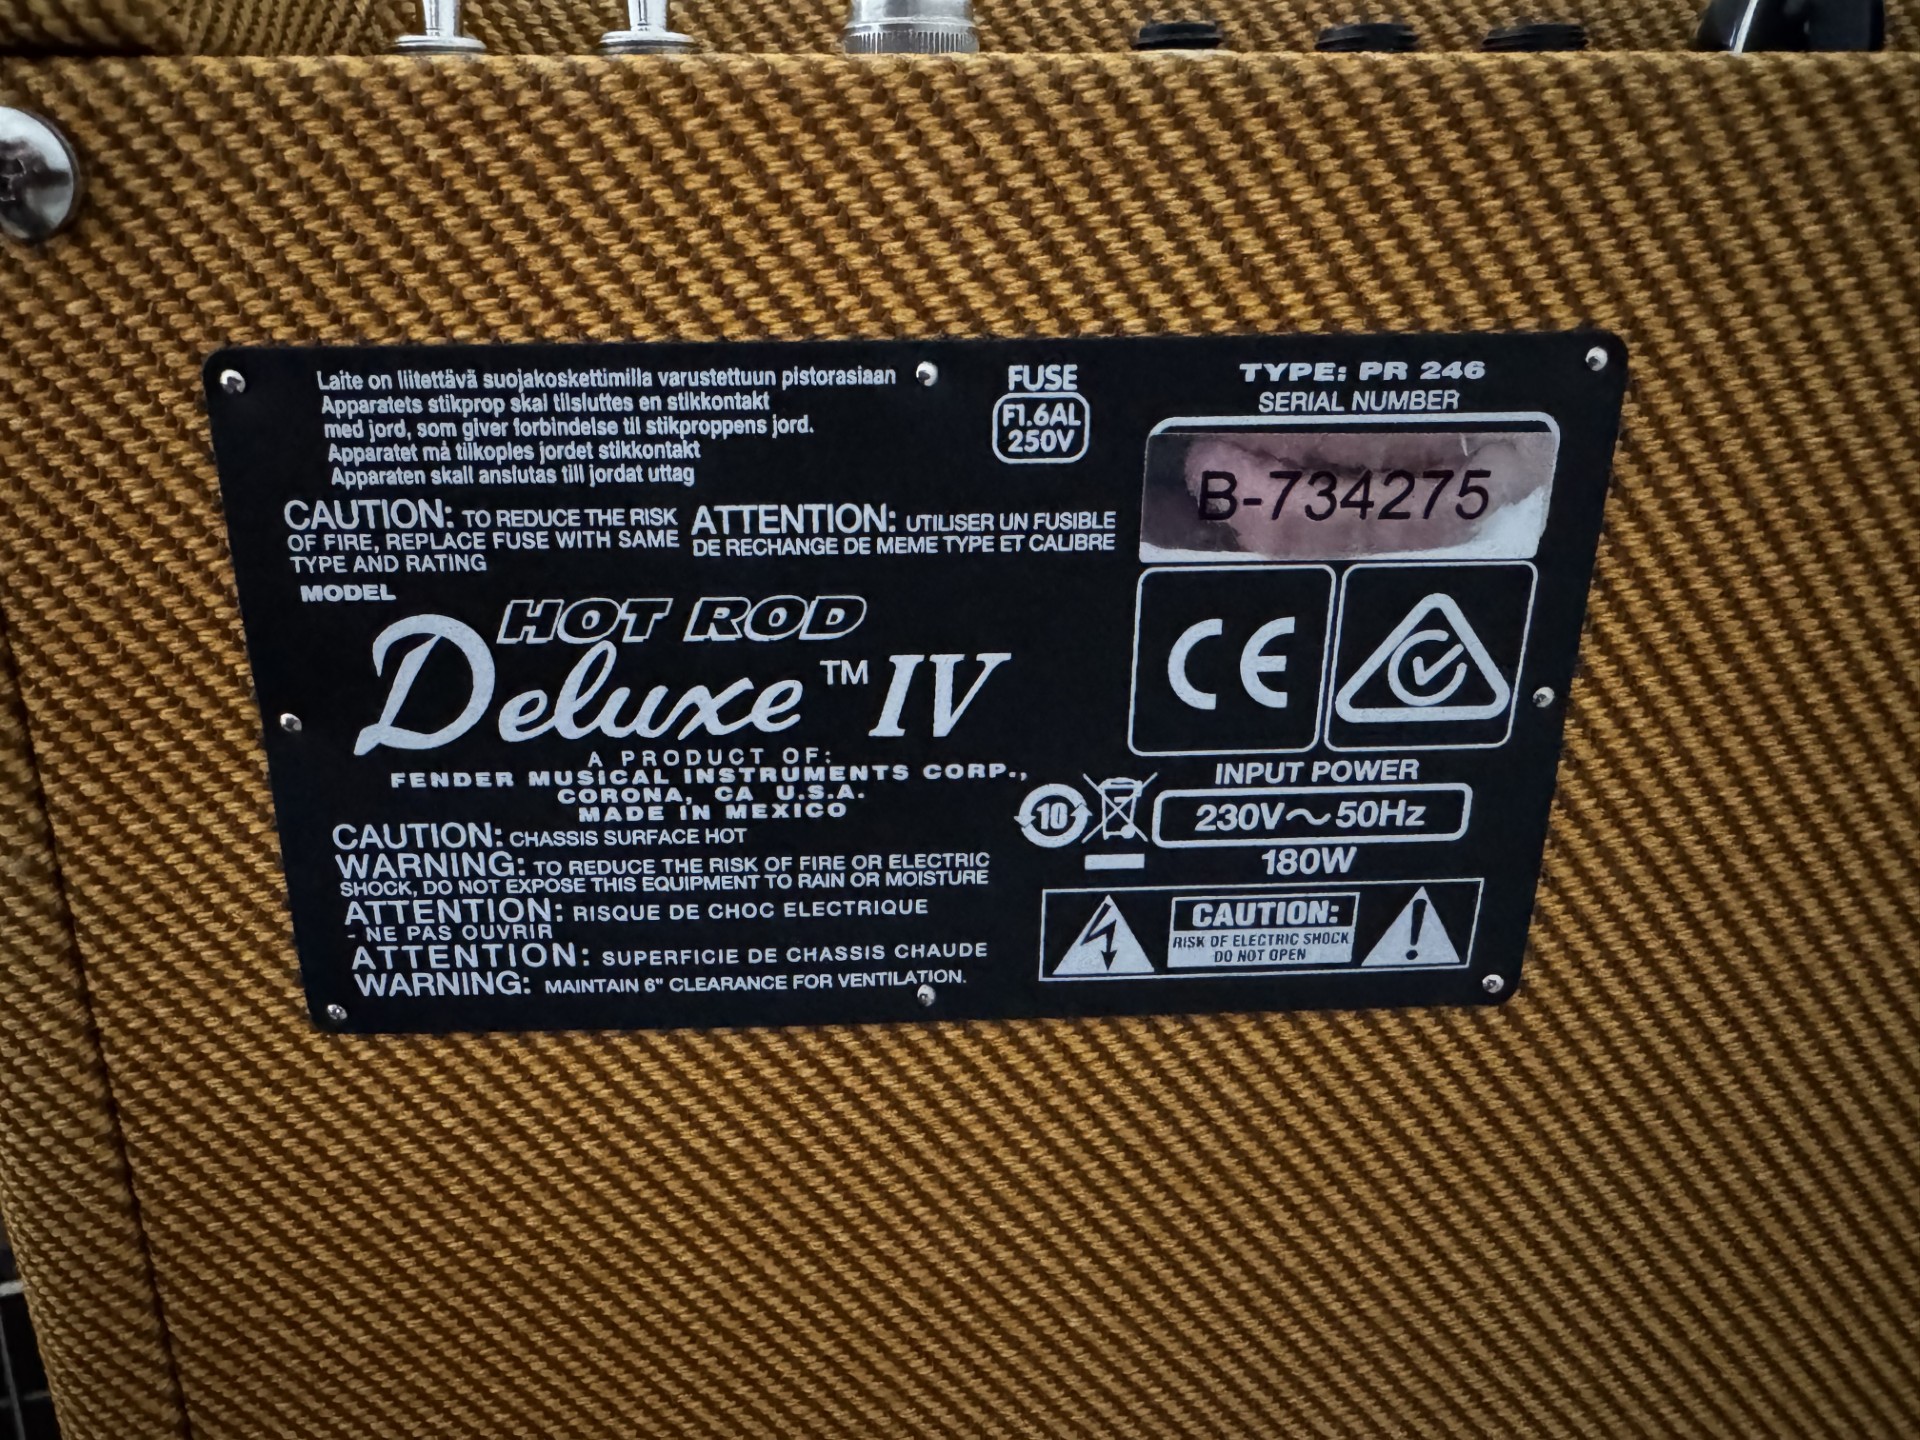 Laite on liitettävä suojakoskettimilla varustettuun pistorasiaan
Apparatets stikprop skal tilsluttes en stikkontakt
med jord, som giver forbindelse til stikproppens jord.
Apparatet må tilkoples jordet stikkontakt
Apparaten skall anslutas till jordat uttag
FUSE
F1.6AL
250V
TYPE: PR 246
SERIAL NUMBER
B-734275
CAUTION: TO REDUCE THE RISK
OF FIRE, REPLACE FUSE WITH SAME
TYPE AND RATING
ATTENTION: UTILISER UN FUSIBLE
DE RECHANGE DE MEME TYPE ET CALIBRE
MODEL
HOT ROD
Deluxe™ IV
A PRODUCT OF:
FENDER MUSICAL INSTRUMENTS CORP.,
CORONA, CA U.S.A.
MADE IN MEXICO
CE
INPUT POWER
10
230V~50Hz
180W
CAUTION: CHASSIS SURFACE HOT
WARNING: TO REDUCE THE RISK OF FIRE OR ELECTRIC
SHOCK, DO NOT EXPOSE THIS EQUIPMENT TO RAIN OR MOISTURE
ATTENTION: RISQUE DE CHOC ELECTRIQUE
- NE PAS OUVRIR
ATTENTION: SUPERFICIE DE CHASSIS CHAUDE
WARNING: MAINTAIN 6" CLEARANCE FOR VENTILATION.
CAUTION:
RISK OF ELECTRIC SHOCK
DO NOT OPEN